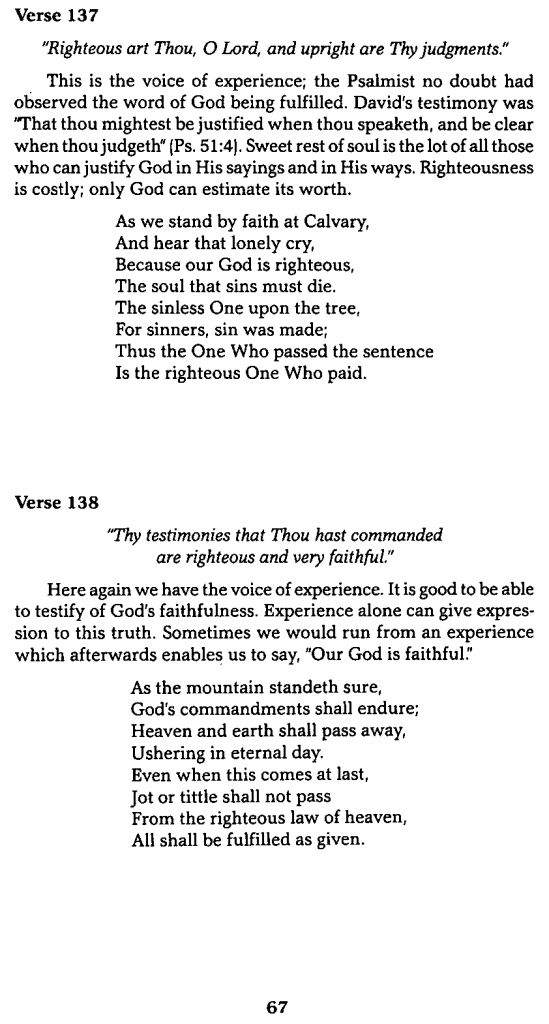 Verse 137
"Righteous art Thou, O Lord, and upright are Thy judgments."
This is the voice of experience; the Psalmist no doubt had
observed the word of God being fulfilled. David's testimony was
"That thou mightest be justified when thou speaketh, and be clear
when thou judgeth" (Ps. 51:4). Sweet rest of soul is the lot of all those
who can justify God in His sayings and in His ways. Righteousness
is costly; only God can estimate its worth.
As we stand by faith at Calvary,
And hear that lonely cry,
Because our God is righteous,
The soul that sins must die.
The sinless One upon the tree,
For sinners, sin was made;
Thus the One Who passed the sentence
Is the righteous One Who paid.
Verse 138
"Thy testimonies that Thou hast commanded
are righteous and very faithful."
Here again we have the voice of experience. It is good to be able
to testify of God's faithfulness. Experience alone can give expres-
sion to this truth. Sometimes we would run from an experience
which afterwards enables us to say, "Our God is faithful."
As the mountain standeth sure,
God's commandments shall endure;
Heaven and earth shall pass away,
Ushering in eternal day.
Even when this comes at last,
Jot or tittle shall not pass
From the righteous law of heaven,
All shall be fulfilled as given.
67